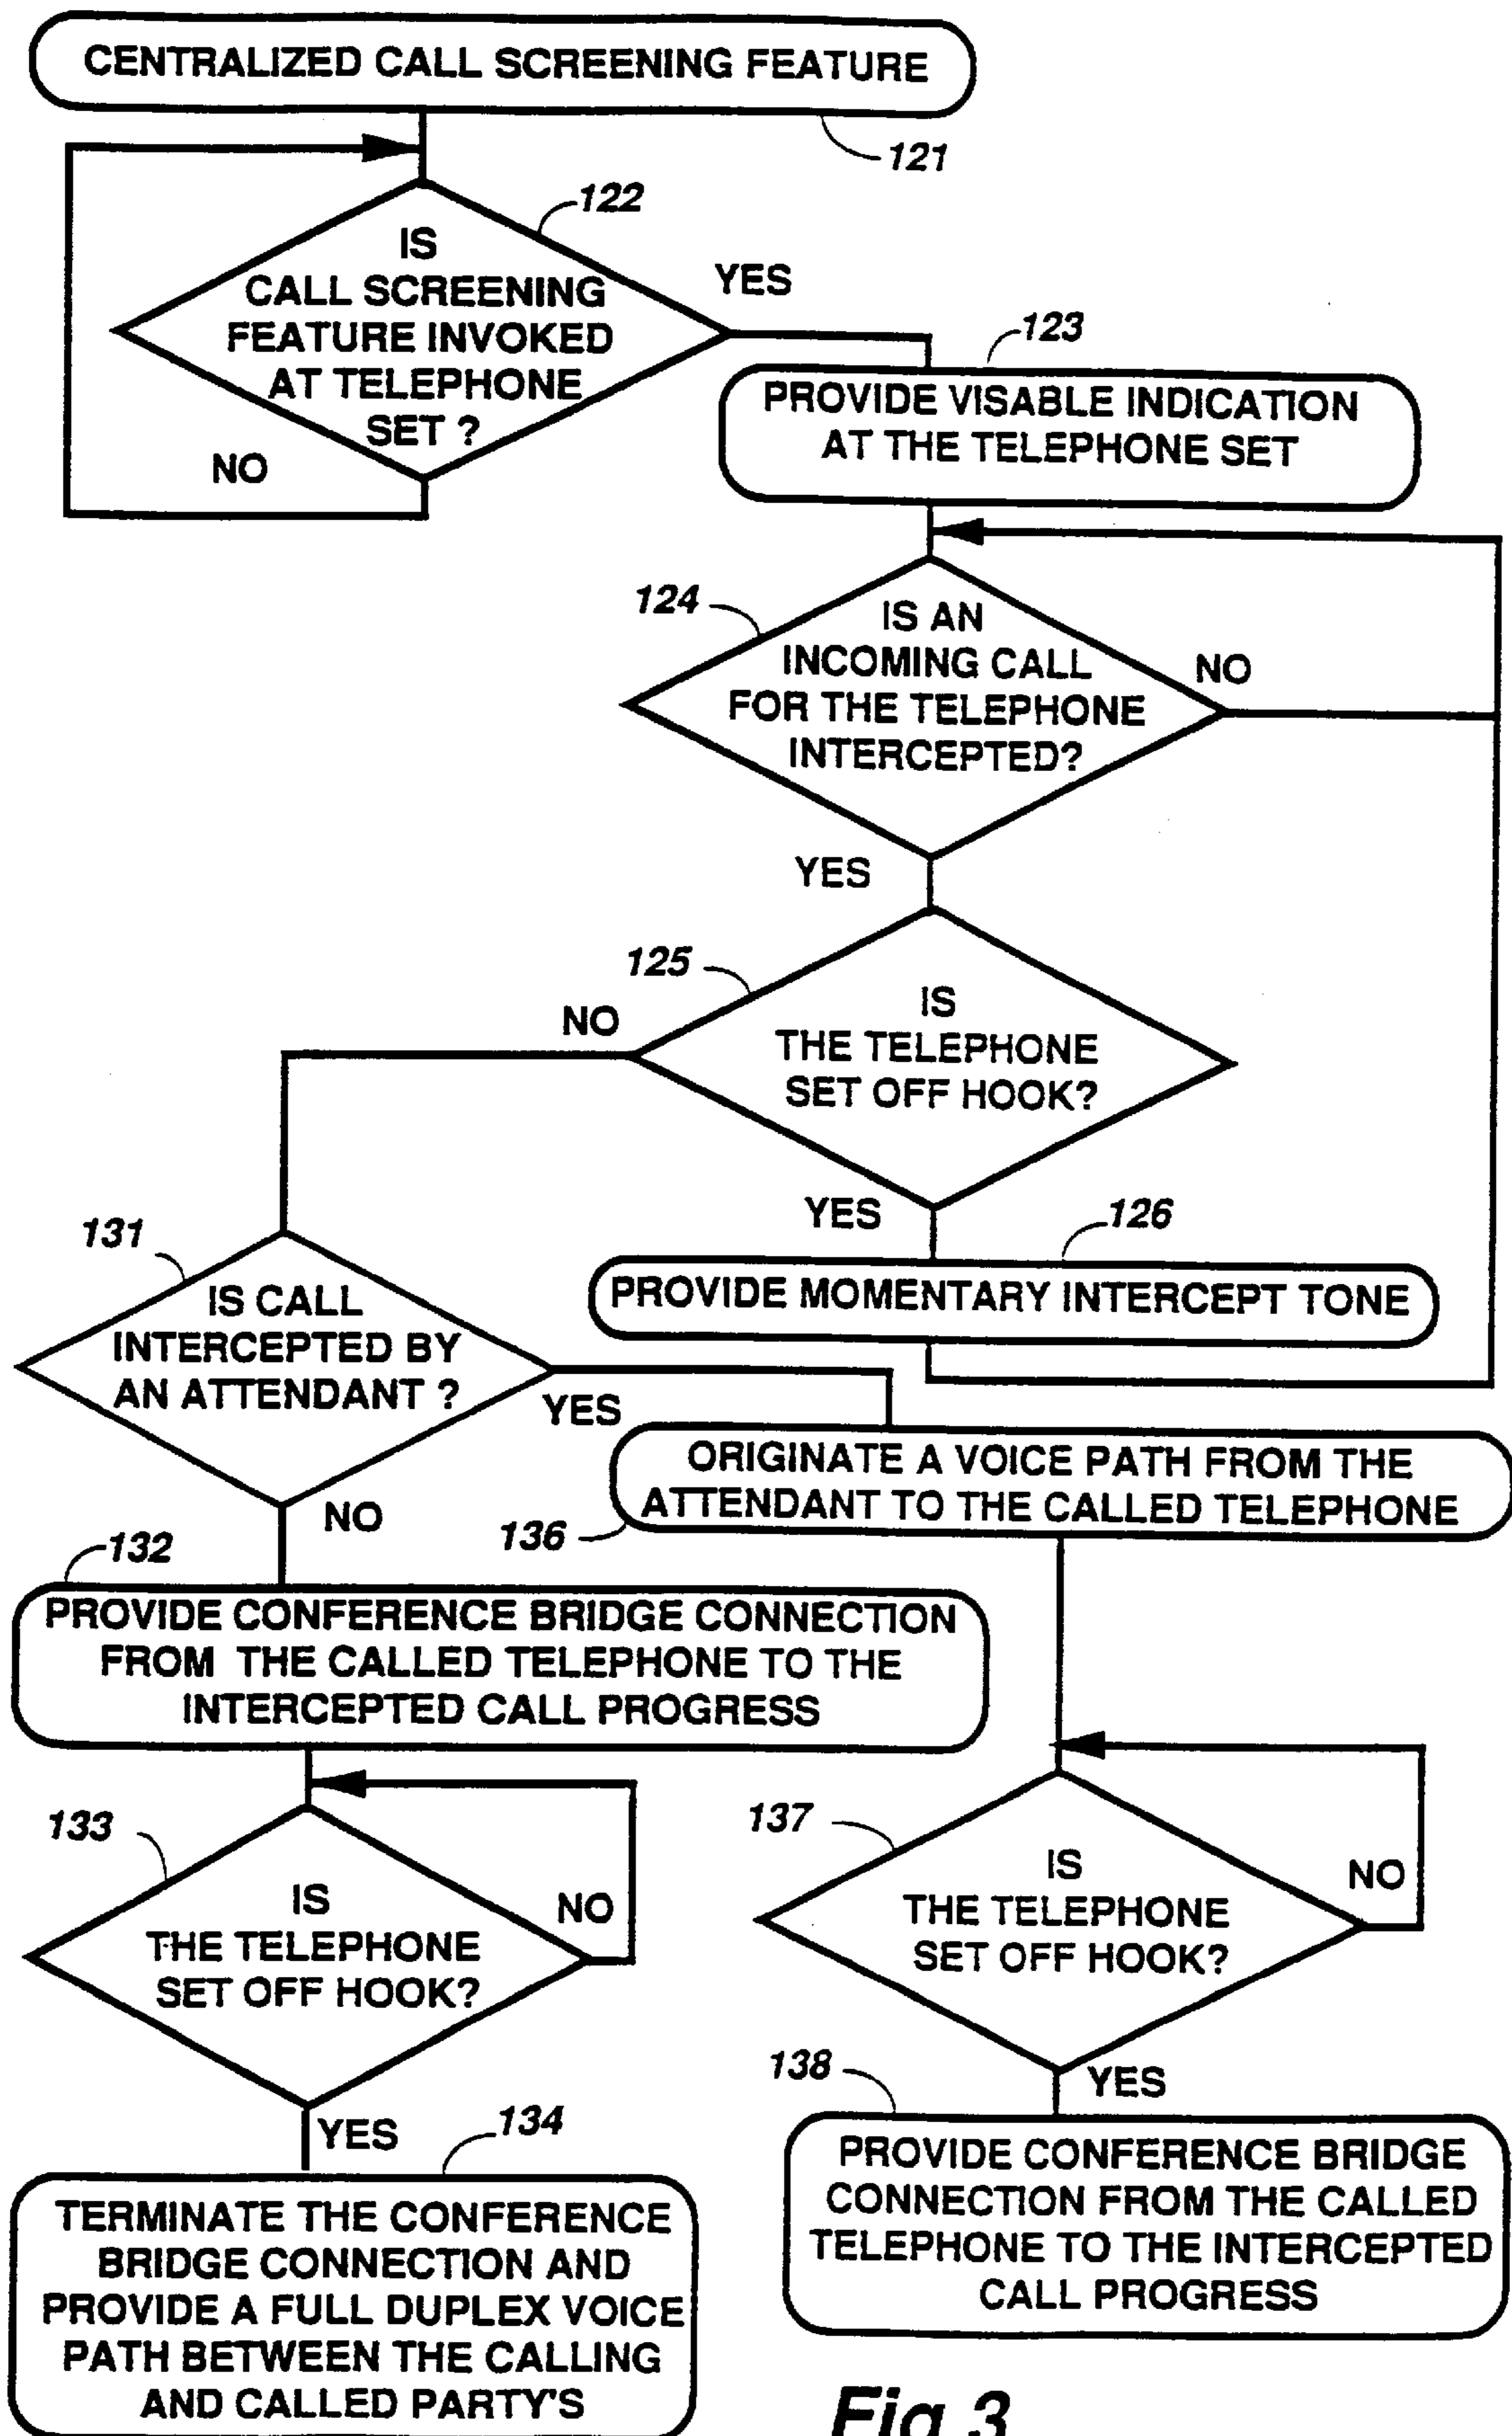 CENTRALIZED CALL SCREENING FEATURE
121
122
IS
CALL SCREENING
FEATURE INVOKED
AT TELEPHONE
SET ?
YES
NO
123
PROVIDE VISABLE INDICATION
AT THE TELEPHONE SET
124
IS AN
INCOMING CALL
FOR THE TELEPHONE
INTERCEPTED?
NO
YES
125
IS
THE TELEPHONE
SET OFF HOOK?
NO
YES
126
PROVIDE MOMENTARY INTERCEPT TONE
131
IS CALL
INTERCEPTED BY
AN ATTENDANT ?
YES
NO
ORIGINATE A VOICE PATH FROM THE
ATTENDANT TO THE CALLED TELEPHONE
136
132
PROVIDE CONFERENCE BRIDGE CONNECTION
FROM THE CALLED TELEPHONE TO THE
INTERCEPTED CALL PROGRESS
133
IS
THE TELEPHONE
SET OFF HOOK?
NO
YES
137
IS
THE TELEPHONE
SET OFF HOOK?
NO
YES
134
TERMINATE THE CONFERENCE
BRIDGE CONNECTION AND
PROVIDE A FULL DUPLEX VOICE
PATH BETWEEN THE CALLING
AND CALLED PARTY'S
138
PROVIDE CONFERENCE BRIDGE
CONNECTION FROM THE CALLED
TELEPHONE TO THE INTERCEPTED
CALL PROGRESS
Fig 3